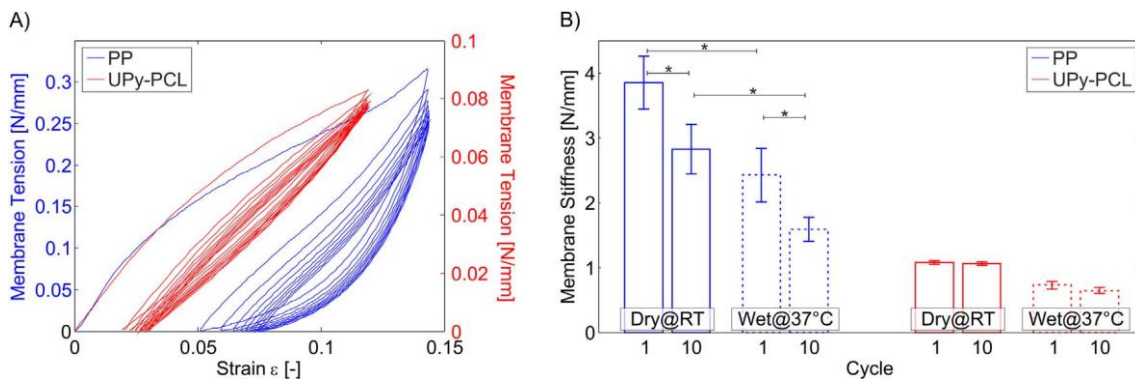 A)
PP
UPy-PCL
Membrane Tension [N/mm]
0.3
0.25
0.2
0.15
0.1
0.05
0
0.1
0.08
0.06
0.04
0.02
0
Membrane Tension [N/mm]
0 0.05 0.1 0.15
Strain ε [-]
B)
PP
UPy-PCL
Membrane Stiffness [N/mm]
4
3
2
1
0
* 
*
*
*
Dry@RT Wet@37°C Dry@RT Wet@37°C
1 10 1 10 1 10 1 10
Cycle